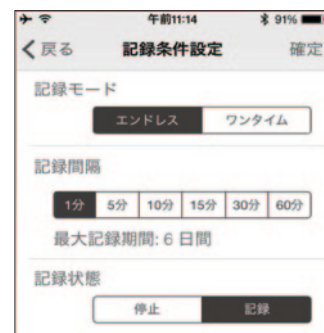 午前11:14 91%
戻る 記録条件設定 確定
記録モード
エンドレス ワンタイム
記録間隔
1分 5分 10分 15分 30分 60分
最大記録期間: 6 日間
記録状態
停止 記録